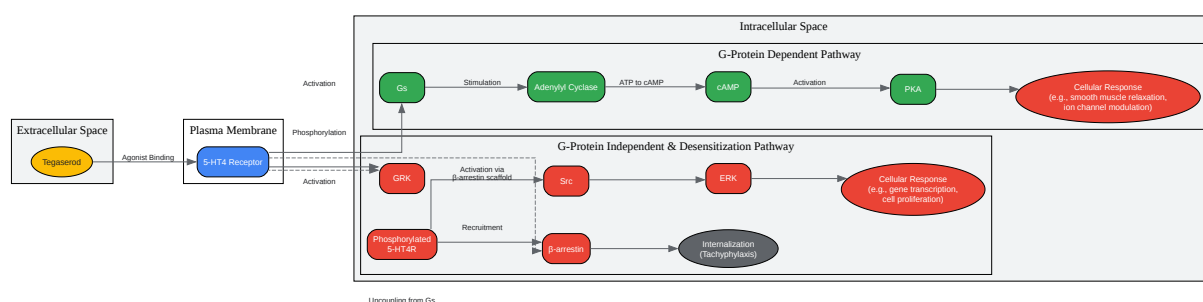 Intracellular Space
G-Protein Dependent Pathway
Activation
Gs
Stimulation
Adenylyl Cyclase
ATP to cAMP
cAMP
Activation
PKA
Cellular Response
(e.g., smooth muscle relaxation,
ion channel modulation)
Extracellular Space
Tegaserod
Agonist Binding
Plasma Membrane
5-HT4 Receptor
Phosphorylation
Activation
G-Protein Independent & Desensitization Pathway
GRK
Activation via
β-arrestin scaffold
Src
ERK
Cellular Response
(e.g., gene transcription,
cell proliferation)
Phosphorylated
5-HT4R
Recruitment
β-arrestin
Internalization
(Tachyphylaxis)
Uncoupling from Gs